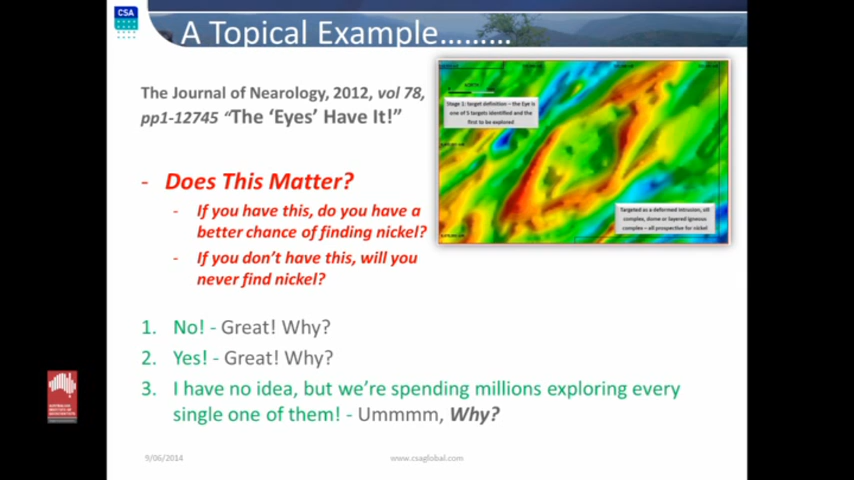 CSA
A Topical Example.........
The Journal of Nearology, 2012, vol 78,
pp1-12745 “The ‘Eyes’ Have It!”
Stage 1: target definition – the Eye is
one of 5 targets identified and the
first to be explored
Targeted as a deformed intrusion, sill
complex, dome or layered igneous
complex – all prospective for nickel
- Does This Matter?
- If you have this, do you have a
better chance of finding nickel?
- If you don’t have this, will you
never find nickel?
1. No! - Great! Why?
2. Yes! - Great! Why?
3. I have no idea, but we’re spending millions exploring every
single one of them! - Ummmm, Why?
9/06/2014
www.csaglobal.com